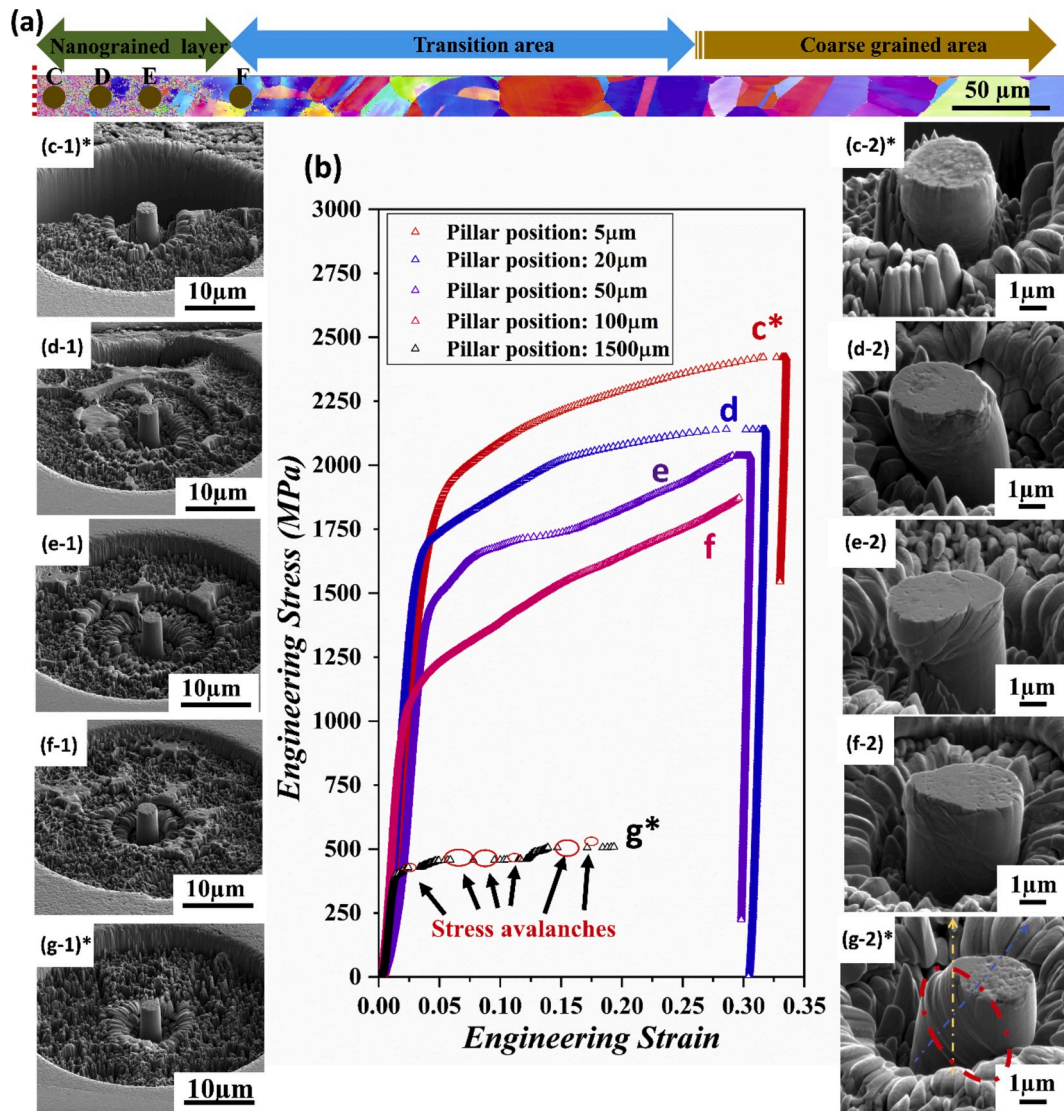 (a)
Nanograined layer
Transition area
Coarse grained area
C
D
E
F
50 μm
(c-1)*
10μm
(d-1)
10μm
(e-1)
10μm
(f-1)
10μm
(g-1)*
10μm
(b)
3000
2750
2500
2250
2000
1750
1500
1250
1000
750
500
250
0
Engineering Stress (MPa)
Pillar position: 5μm
Pillar position: 20μm
Pillar position: 50μm
Pillar position: 100μm
Pillar position: 1500μm
c*
d
e
f
g*
Stress avalanches
0.00
0.05
0.10
0.15
0.20
0.25
0.30
0.35
Engineering Strain
(c-2)*
1μm
(d-2)
1μm
(e-2)
1μm
(f-2)
1μm
(g-2)*
1μm